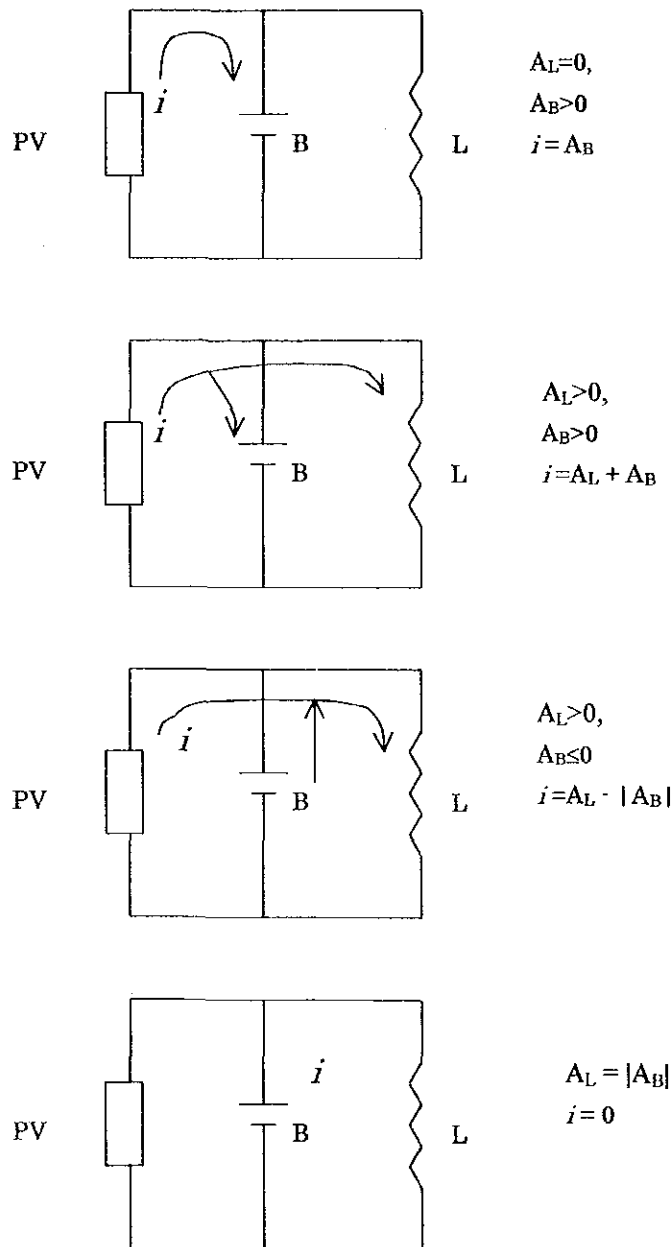 A_L=0,
A_B>0
i = A_B
i
PV
B
L
A_L>0,
A_B>0
i=A_L + A_B
i
PV
B
L
A_L>0,
A_B≤0
i=A_L - |A_B|
i
PV
B
L
A_L = |A_B|
i = 0
i
PV
B
L